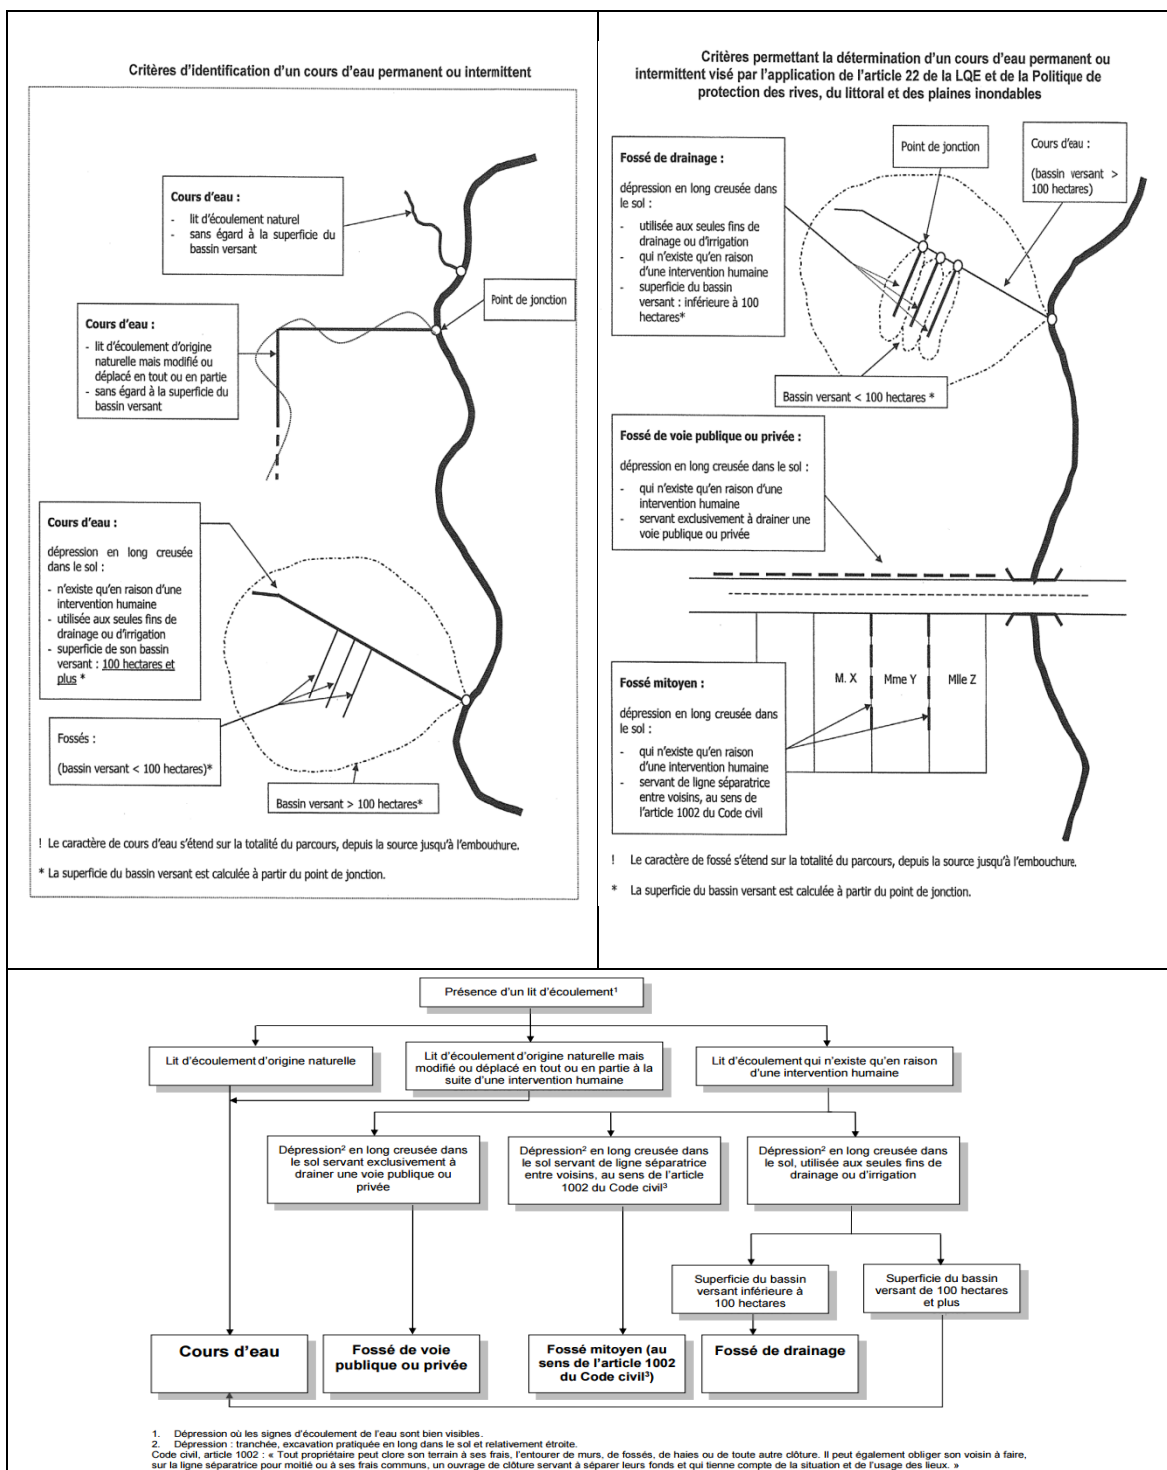 Critères d'identification d'un cours d'eau permanent ou intermittent
Cours d'eau :
- lit d'écoulement naturel
- sans égard à la superficie du
bassin versant
Point de jonction
Cours d'eau :
- lit d'écoulement d'origine
naturelle mais modifié ou
déplacé en tout ou en partie
- sans égard à la superficie du
bassin versant
Cours d'eau :
dépression en long creusée
dans le sol :
- n'existe qu'en raison d'une
intervention humaine
- utilisée aux seules fins de
drainage ou d'irrigation
- superficie de son bassin
versant : 100 hectares et
plus *
Fossés :
(bassin versant < 100 hectares)*
Bassin versant > 100 hectares*
! Le caractère de cours d'eau s'étend sur la totalité du parcours, depuis la source jusqu'à l'embouchure.
* La superficie du bassin versant est calculée à partir du point de jonction.
Critères permettant la détermination d'un cours d'eau permanent ou
intermittent visé par l'application de l'article 22 de la LQE et de la Politique de
protection des rives, du littoral et des plaines inondables
Fossé de drainage :
dépression en long creusée dans
le sol :
- utilisée aux seules fins de
drainage ou d'irrigation
- qui n'existe qu'en raison
d'une intervention humaine
- superficie du bassin
versant : inférieure à 100
hectares*
Point de jonction
Cours d'eau :
(bassin versant >
100 hectares)
Bassin versant < 100 hectares *
Fossé de voie publique ou privée :
dépression en long creusée dans le sol :
- qui n'existe qu'en raison d'une
intervention humaine
- servant exclusivement à drainer une
voie publique ou privée
M. X
Mme Y
Mlle Z
Fossé mitoyen :
dépression en long creusée dans
le sol :
- qui n'existe qu'en raison
d'une intervention humaine
- servant de ligne séparatrice
entre voisins, au sens de
l'article 1002 du Code civil
! Le caractère de fossé s'étend sur la totalité du parcours, depuis la source jusqu'à l'embouchure.
* La superficie du bassin versant est calculée à partir du point de jonction.
Présence d'un lit d'écoulement¹
Lit d'écoulement d'origine naturelle
Lit d'écoulement d'origine naturelle mais
modifié ou déplacé en tout ou en partie à la
suite d'une intervention humaine
Lit d'écoulement qui n'existe qu'en raison
d'une intervention humaine
Dépression² en long creusée dans
le sol servant exclusivement à
drainer une voie publique ou
privée
Dépression² en long creusée dans
le sol servant de ligne séparatrice
entre voisins, au sens de l'article
1002 du Code civil³
Dépression² en long creusée dans
le sol, utilisée aux seules fins de
drainage ou d'irrigation
Superficie du bassin
versant inférieure à
100 hectares
Superficie du bassin
versant de 100 hectares
et plus
Cours d'eau
Fossé de voie
publique ou privée
Fossé mitoyen (au
sens de l'article 1002
du Code civil³)
Fossé de drainage
1. Dépression où les signes d'écoulement de l'eau sont bien visibles.
2. Dépression : tranchée, excavation pratiquée en long dans le sol et relativement étroite.
Code civil, article 1002 : « Tout propriétaire peut clore son terrain à ses frais, l'entourer de murs, de fossés, de haies ou de toute autre clôture. Il peut également obliger son voisin à faire,
sur la ligne séparatrice pour moitié ou à ses frais communs, un ouvrage de clôture servant à séparer leurs fonds et qui tienne compte de la situation et de l'usage des lieux. »